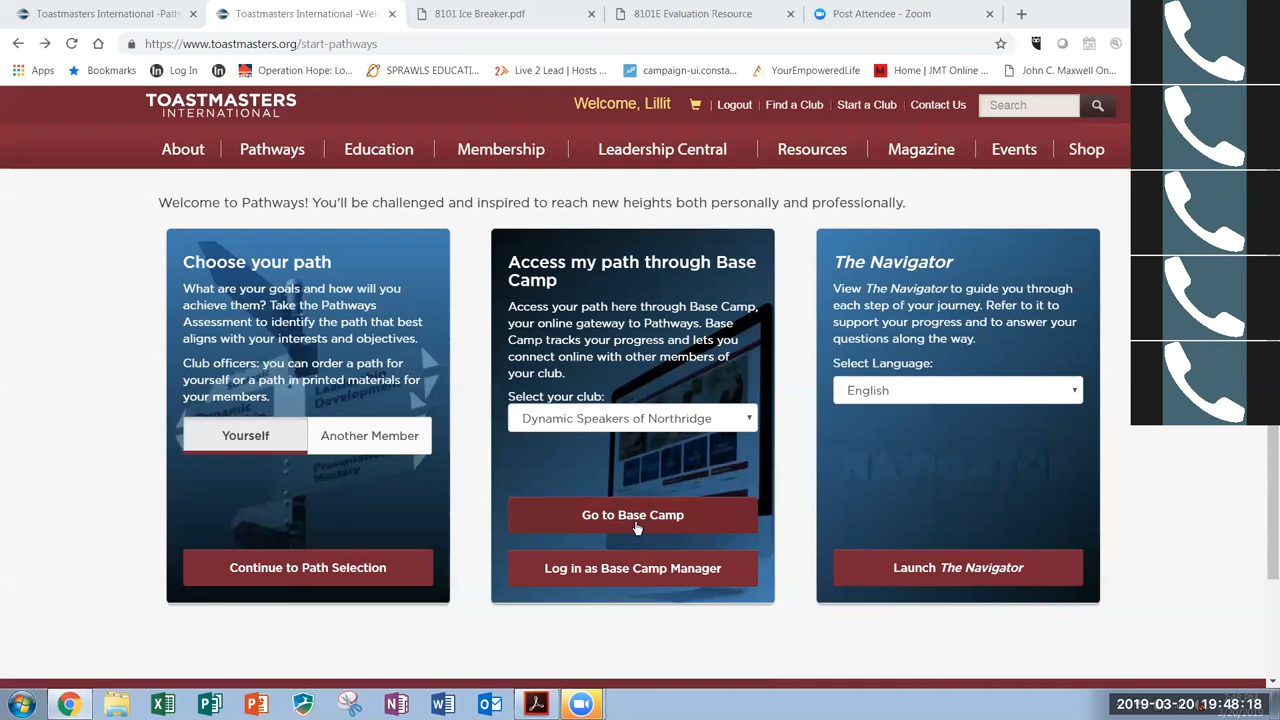 Toastmasters International -Path
Toastmasters International -Wel
8101 Ice Breaker.pdf
8101E Evaluation Resource
Post Attendee - Zoom
https://www.toastmasters.org/start-pathways
Apps
Bookmarks
Log In
Operation Hope: Lo...
SPRAWLS EDUCATI...
Live 2 Lead | Hosts ...
campaign-ui.consta...
YourEmpoweredLife
Home | JMT Online ...
John C. Maxwell On...
TOASTMASTERS
INTERNATIONAL
Welcome, Lillit
Logout
Find a Club
Start a Club
Contact Us
Search
About
Pathways
Education
Membership
Leadership Central
Resources
Magazine
Events
Shop
Welcome to Pathways! You'll be challenged and inspired to reach new heights both personally and professionally.
Choose your path
What are your goals and how will you
achieve them? Take the Pathways
Assessment to identify the path that best
aligns with your interests and objectives.
Club officers: you can order a path for
yourself or a path in printed materials for
your members.
Yourself
Another Member
Continue to Path Selection
Access my path through Base
Camp
Access your path here through Base Camp,
your online gateway to Pathways. Base
Camp tracks your progress and lets you
connect online with other members of
your club.
Select your club:
Dynamic Speakers of Northridge
Go to Base Camp
Log in as Base Camp Manager
The Navigator
View The Navigator to guide you through
each step of your journey. Refer to it to
support your progress and to answer your
questions along the way.
Select Language:
English
Launch The Navigator
2019-03-20 19:48:18